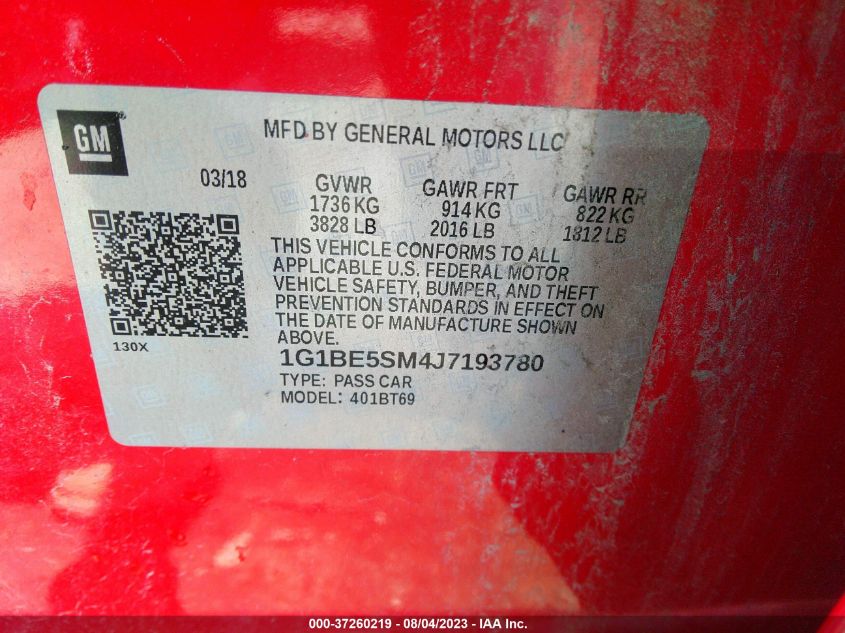 GM
MFD BY GENERAL MOTORS LLC
03/18
GVWR GAWR FRT GAWR RR
1736 KG 914 KG 822 KG
3828 LB 2016 LB 1812 LB
THIS VEHICLE CONFORMS TO ALL
APPLICABLE U.S. FEDERAL MOTOR
VEHICLE SAFETY, BUMPER, AND THEFT
PREVENTION STANDARDS IN EFFECT ON
THE DATE OF MANUFACTURE SHOWN
ABOVE.
130X
1G1BE5SM4J7193780
TYPE: PASS CAR
MODEL: 401BT69
000-37260219 - 08/04/2023 - IAA Inc.